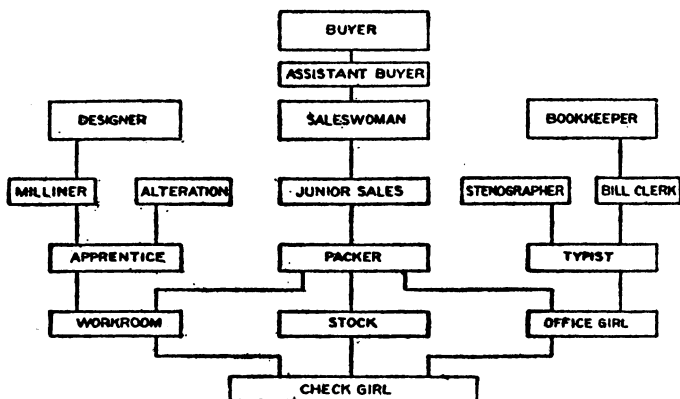 BUYER
ASSISTANT BUYER
DESIGNER
SALESWOMAN
BOOKKEEPER
MILLINER
ALTERATION
JUNIOR SALES
STENOGRAPHER
BILL CLERK
APPRENTICE
PACKER
TYPIST
WORKROOM
STOCK
OFFICE GIRL
CHECK GIRL